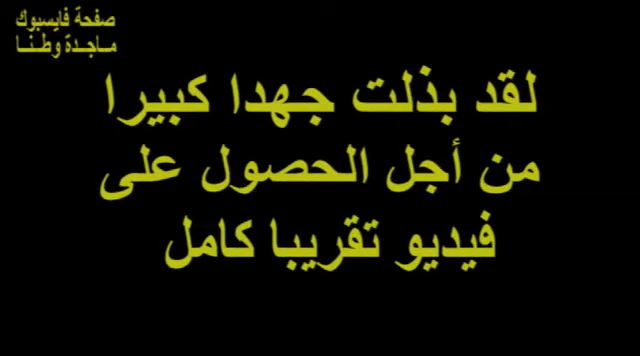 صفحة فايسبوك
ماجدة وطنا
لقد بذلت جهدا كبيرا
من أجل الحصول على
فيديو تقريبا كامل